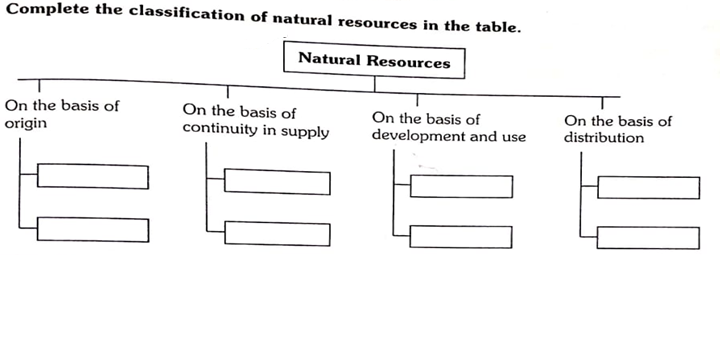 Complete the classification of natural resources in the table.
Natural Resources
On the basis of
origin
On the basis of
continuity in supply
On the basis of
development and use
On the basis of
distribution